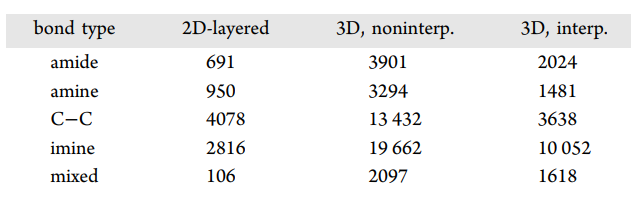 bond type 2D-layered 3D, noninterp. 3D, interp.
amide 691 3901 2024
amine 950 3294 1481
C−C 4078 13 432 3638
imine 2816 19 662 10 052
mixed 106 2097 1618